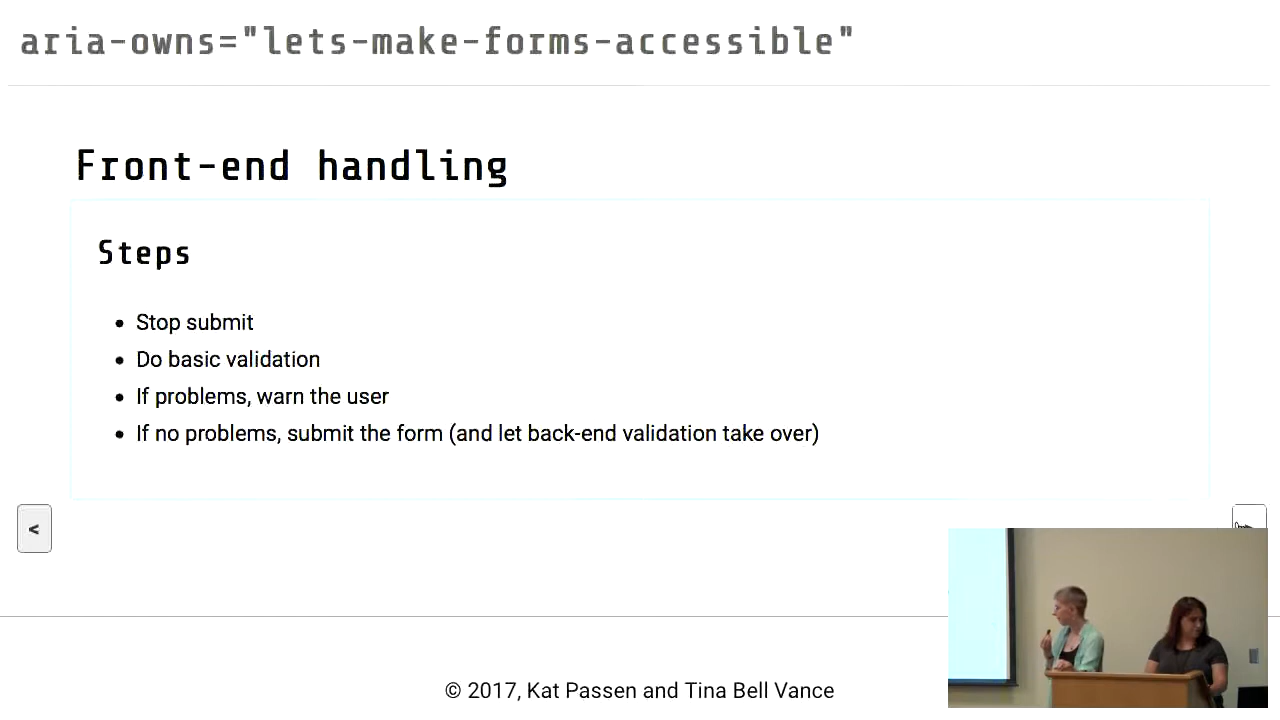 aria-owns="lets-make-forms-accessible"
Front-end handling
Steps
• Stop submit
• Do basic validation
• If problems, warn the user
• If no problems, submit the form (and let back-end validation take over)
<
© 2017, Kat Passen and Tina Bell Vance